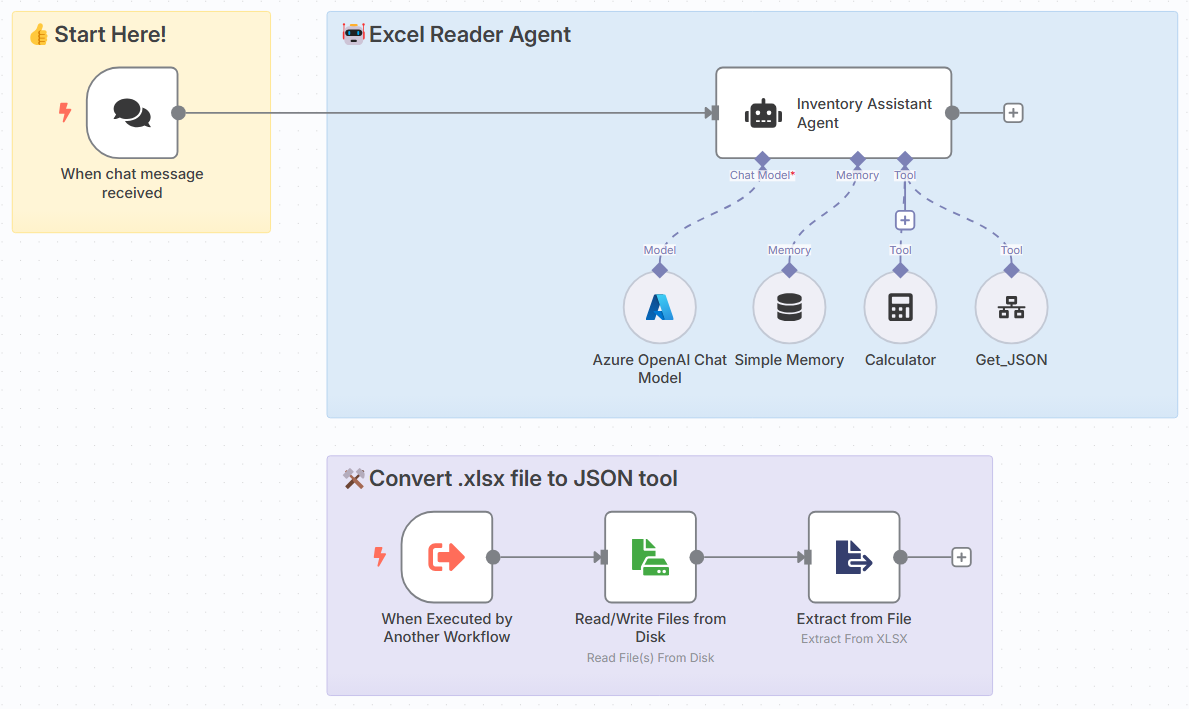 👍 Start Here!
🤖 Excel Reader Agent
Inventory Assistant
Agent
When chat message
received
Chat Model*
Memory
Tool
Model
Memory
Tool
Tool
Azure OpenAI Chat
Model
Simple Memory
Calculator
Get_JSON
🛠️ Convert .xlsx file to JSON tool
When Executed by
Another Workflow
Read/Write Files from
Disk
Read File(s) From Disk
Extract from File
Extract From XLSX